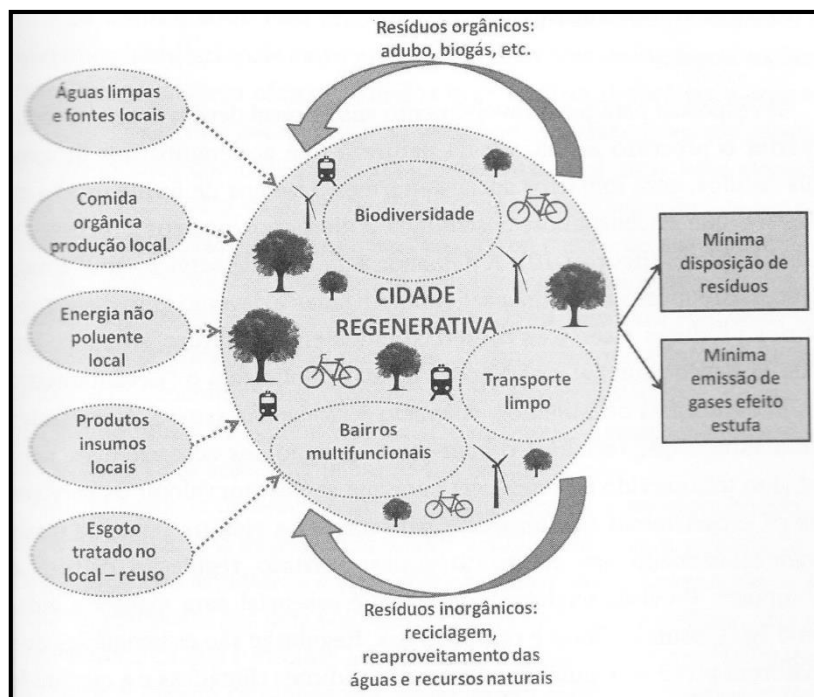 Resíduos orgânicos:
adubo, biogás, etc.
Águas limpas
e fontes locais
Comida
orgânica
produção local
Energia não
poluente
local
Produtos
insumos
locais
Esgoto
tratado no
local – reuso
Biodiversidade
CIDADE
REGENERATIVA
Transporte
limpo
Bairros
multifuncionais
Mínima
disposição de
resíduos
Mínima
emissão de
gases efeito
estufa
Resíduos inorgânicos:
reciclagem,
reaproveitamento das
águas e recursos naturais